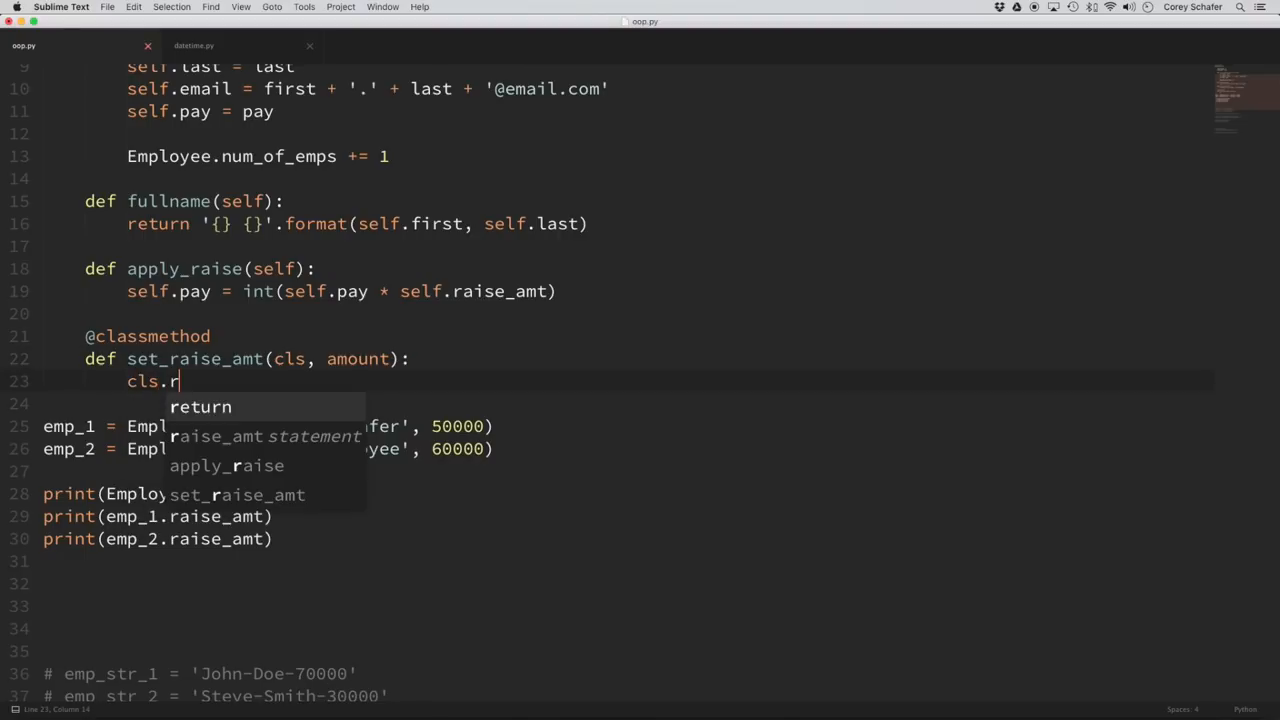 Sublime Text File Edit Selection Find View Goto Tools Project Window Help Corey Schafer
oop.py
oop.py datetime.py
9 self.last = last
10 self.email = first + '.' + last + '@email.com'
11 self.pay = pay
12
13 Employee.num_of_emps += 1
14
15 def fullname(self):
16 return '{} {}'.format(self.first, self.last)
17
18 def apply_raise(self):
19 self.pay = int(self.pay * self.raise_amt)
20
21 @classmethod
22 def set_raise_amt(cls, amount):
23 cls.r
24 return
25 emp_1 = Empl fer', 50000)
raise_amt statement
26 emp_2 = Empl yee', 60000)
27 apply_raise
28 print(Employ set_raise_amt
29 print(emp_1.raise_amt)
30 print(emp_2.raise_amt)
31
32
33
34
35
36 # emp_str_1 = 'John-Doe-70000'
37 # emp_str_2 = 'Steve-Smith-30000'
Line 23, Column 14 Spaces: 4 Python